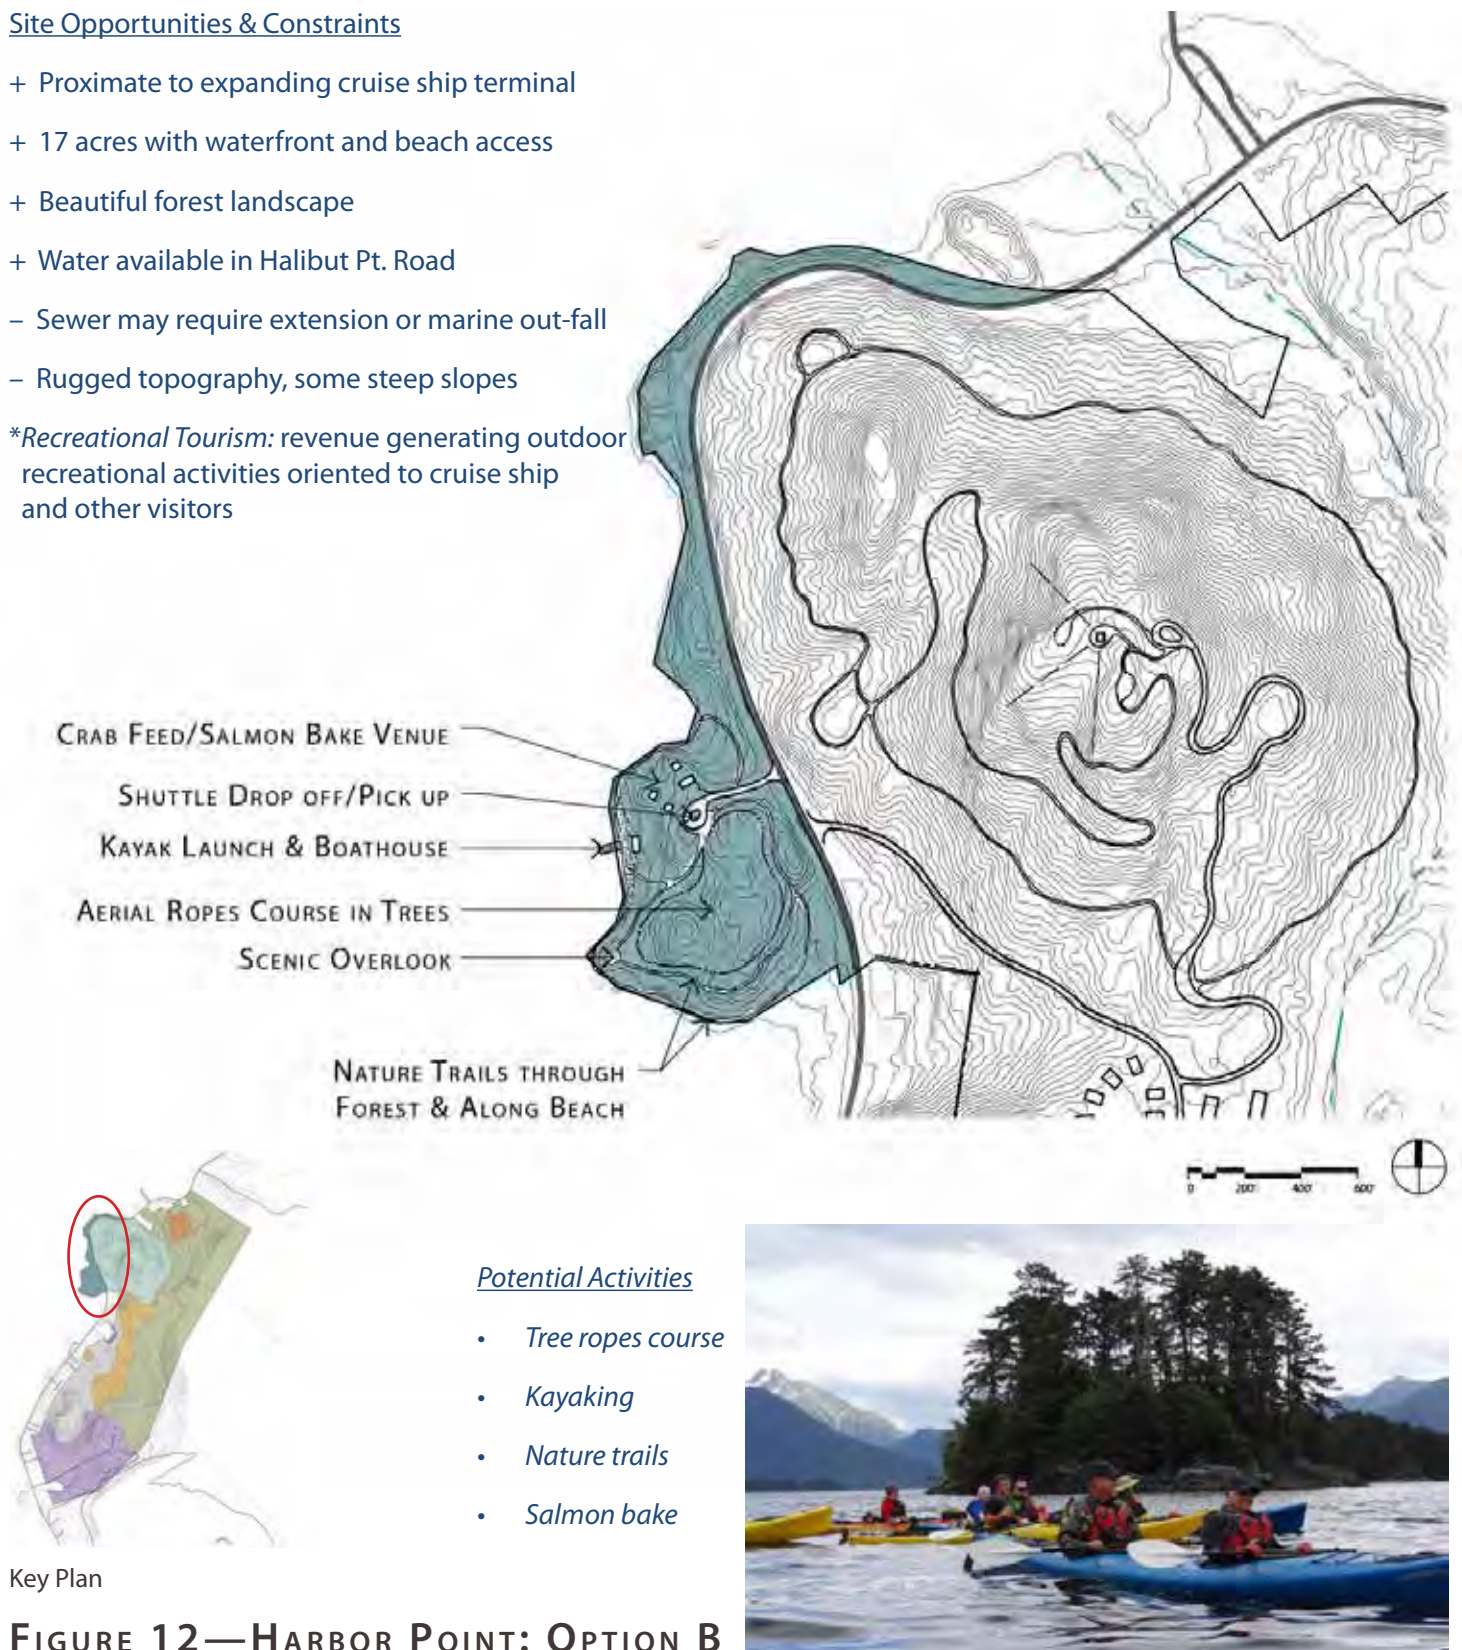 Site Opportunities & Constraints
+ Proximate to expanding cruise ship terminal
+ 17 acres with waterfront and beach access
+ Beautiful forest landscape
+ Water available in Halibut Pt. Road
– Sewer may require extension or marine out-fall
– Rugged topography, some steep slopes
*Recreational Tourism: revenue generating outdoor
recreational activities oriented to cruise ship
and other visitors
Crab Feed/Salmon Bake Venue
Shuttle Drop off/Pick up
Kayak Launch & Boathouse
Aerial Ropes Course in Trees
Scenic Overlook
Nature Trails through
Forest & Along Beach
0 200' 400' 600'
Potential Activities
• Tree ropes course
• Kayaking
• Nature trails
• Salmon bake
Key Plan
Figure 12—Harbor Point: Option B